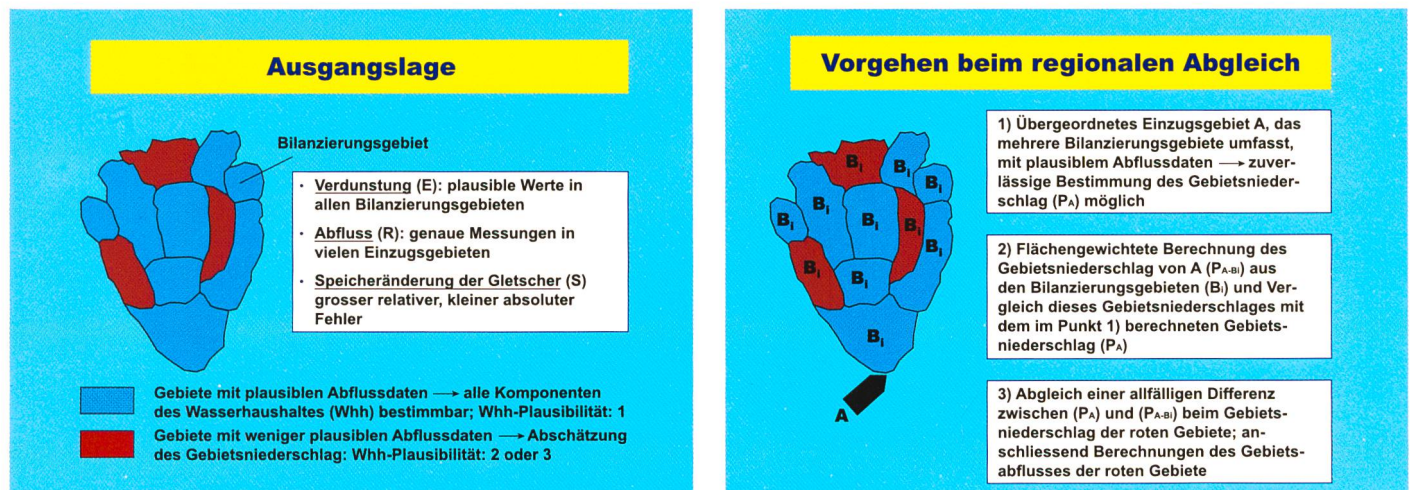 Ausgangslage
Bilanzierungsgebiet
· Verdunstung (E): plausible Werte in
allen Bilanzierungsgebieten
· Abfluss (R): genaue Messungen in
vielen Einzugsgebieten
· Speicheränderung der Gletscher (S)
grosser relativer, kleiner absoluter
Fehler
Gebiete mit plausiblen Abflussdaten → alle Komponenten
des Wasserhaushaltes (Whh) bestimmbar; Whh-Plausibilität: 1
Gebiete mit weniger plausiblen Abflussdaten → Abschätzung
des Gebietsniederschlag: Whh-Plausibilität: 2 oder 3
Vorgehen beim regionalen Abgleich
Bi
Bi
Bi
Bi
Bi
Bi
Bi
Bi
Bi
Bi
Bi
A
1) Übergeordnetes Einzugsgebiet A, das
mehrere Bilanzierungsgebiete umfasst,
mit plausiblem Abflussdaten → zuver-
lässige Bestimmung des Gebietsnieder-
schlag (PA) möglich
2) Flächengewichtete Berechnung des
Gebietsniederschlag von A (PA-Bi) aus
den Bilanzierungsgebieten (Bi) und Ver-
gleich dieses Gebietsniederschlages mit
dem im Punkt 1) berechneten Gebiets-
niederschlag (PA)
3) Abgleich einer allfälligen Differenz
zwischen (PA) und (PA-Bi) beim Gebiets-
niederschlag der roten Gebiete; an-
schliessend Berechnungen des Gebiets-
abflusses der roten Gebiete